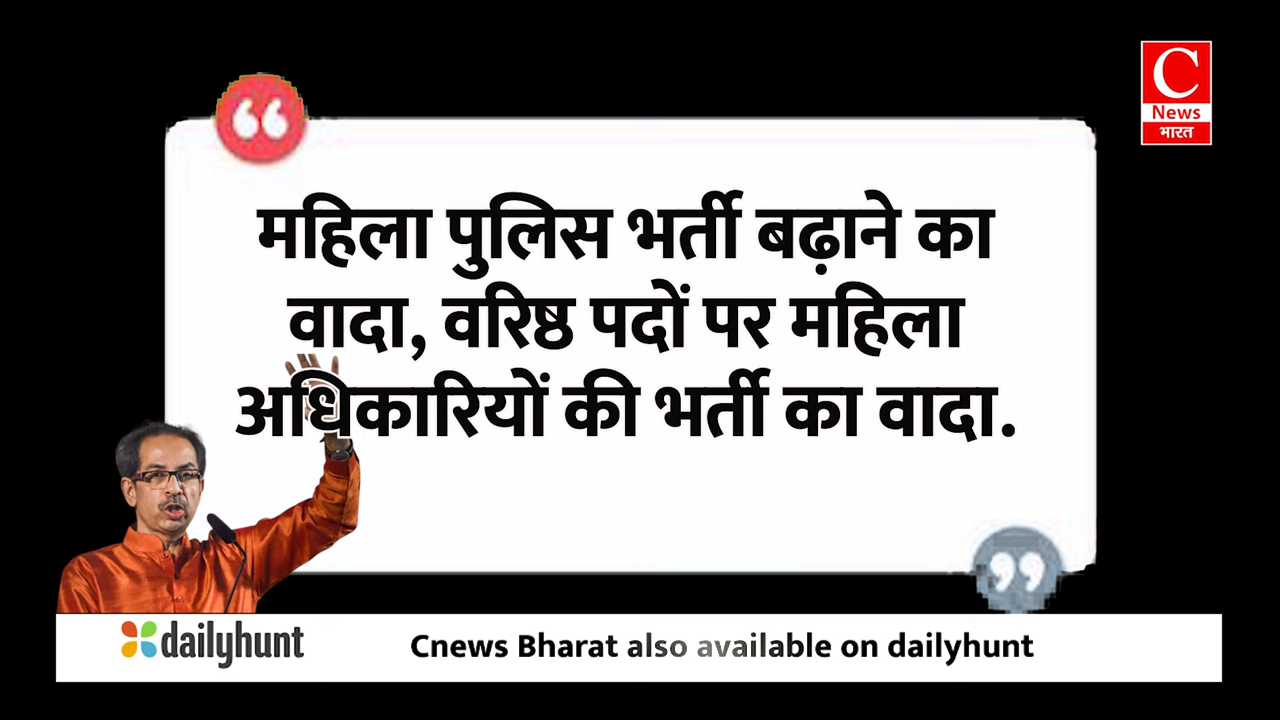 C
News
भारत
महिला पुलिस भर्ती बढ़ाने का
वादा, वरिष्ठ पदों पर महिला
अधिकारियों की भर्ती का वादा.
dailyhunt
Cnews Bharat also available on dailyhunt